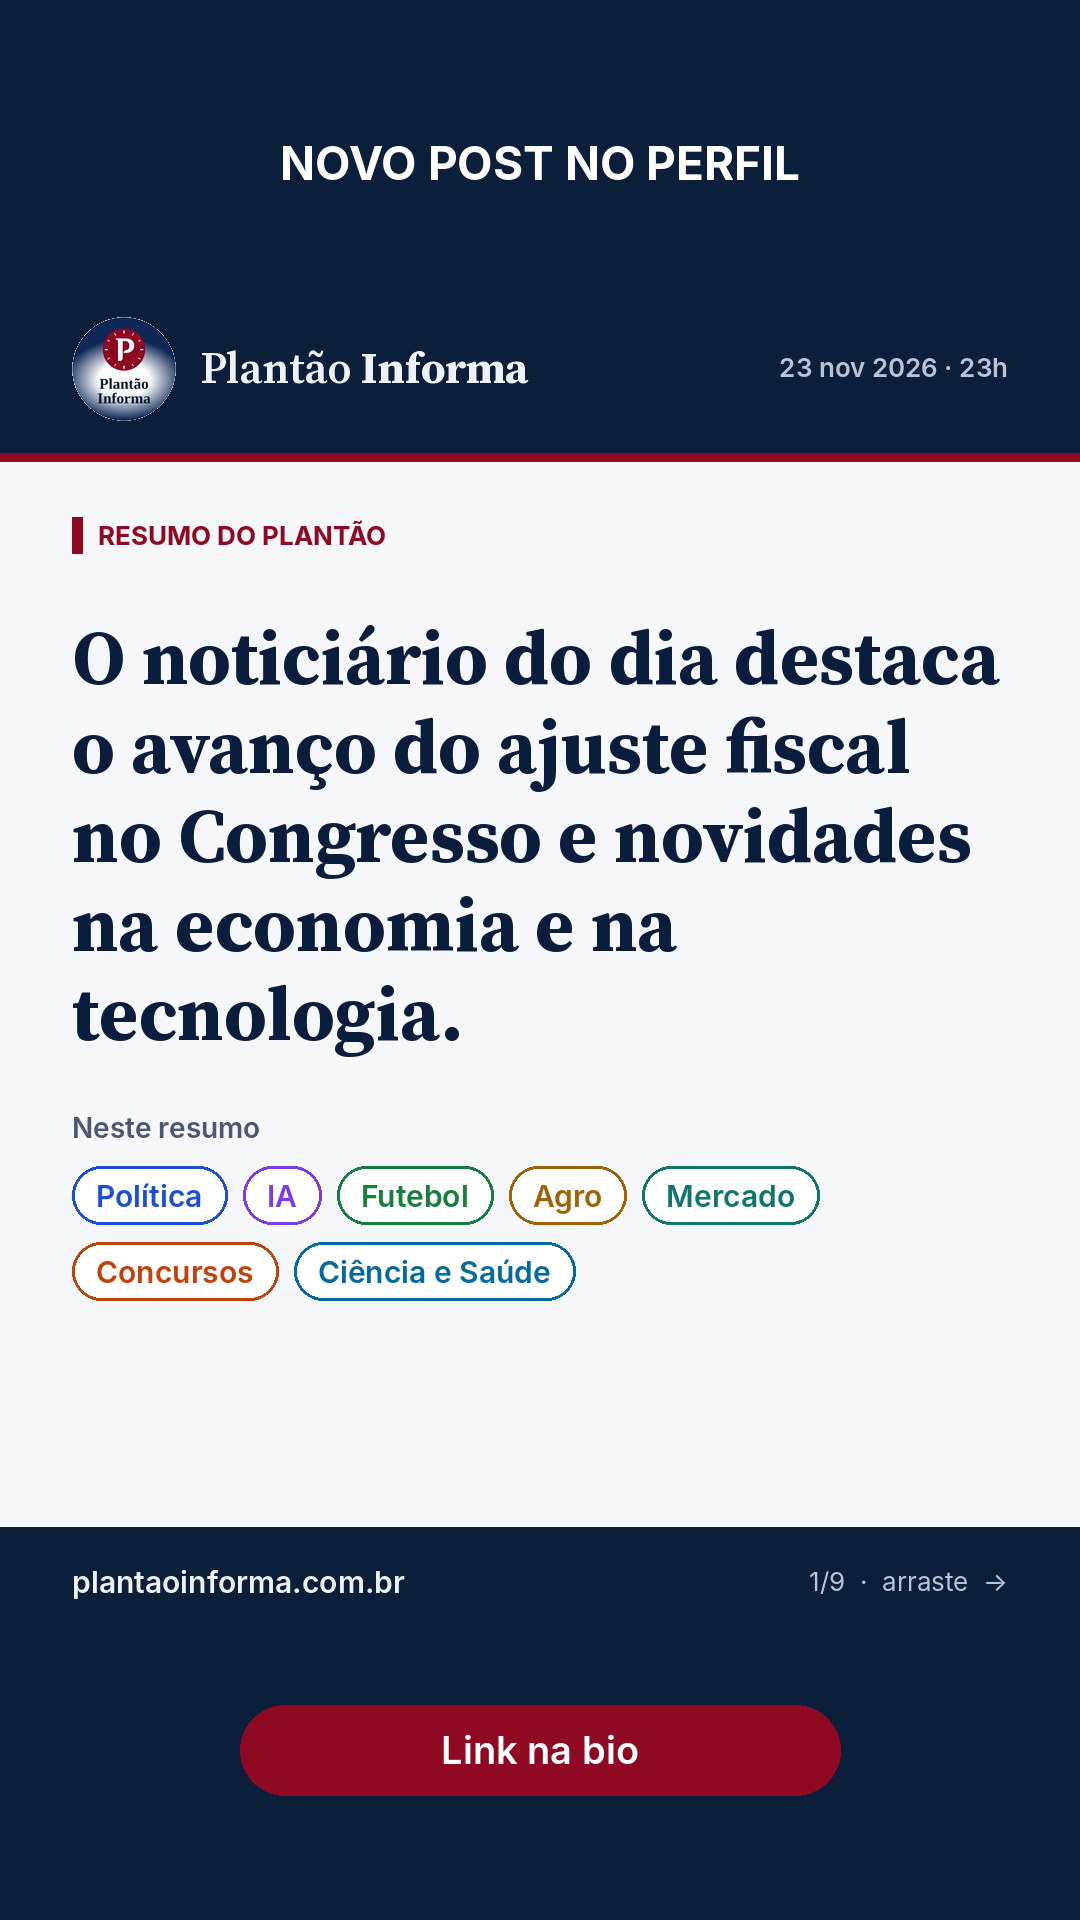 NOVO POST NO PERFIL
P
Plantão
Informa
Plantão Informa
23 nov 2026 · 23h
RESUMO DO PLANTÃO
O noticiário do dia destaca
o avanço do ajuste fiscal
no Congresso e novidades
na economia e na
tecnologia.
Neste resumo
Política IA Futebol Agro Mercado
Concursos Ciência e Saúde
plantaoinforma.com.br
1/9 · arraste →
Link na bio